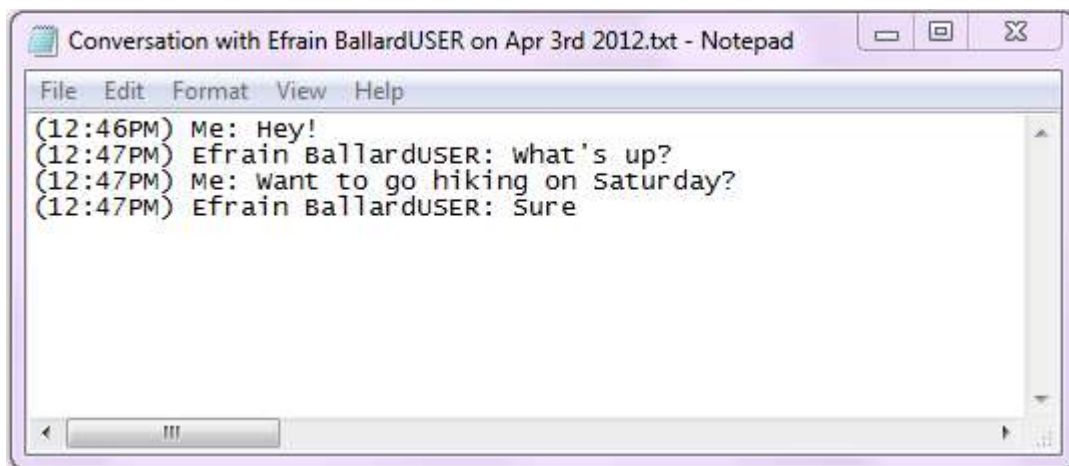 Conversation with Efrain BallardUSER on Apr 3rd 2012.txt - Notepad
File Edit Format View Help
(12:46PM) Me: Hey!
(12:47PM) Efrain BallardUSER: What's up?
(12:47PM) Me: Want to go hiking on Saturday?
(12:47PM) Efrain BallardUSER: Sure